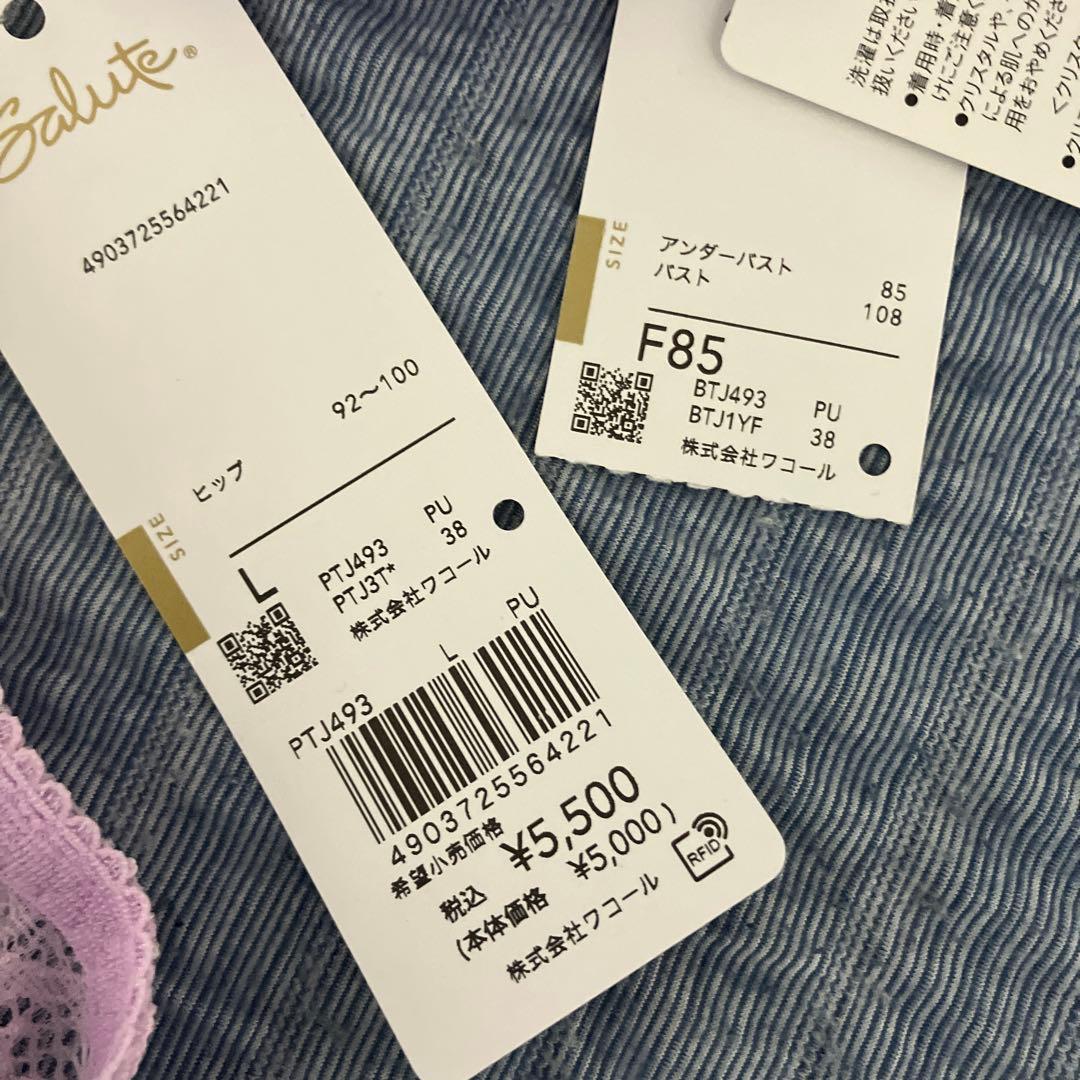 Salute®
4903725564221
ヒップ 92〜100
SIZE
L
PTJ493 PU
PTJ3T* 38
株式会社ワコール
PTJ493 L PU
4903725564221
希望小売価格
税込 ¥5,500
(本体価格 ¥5,000)
株式会社ワコール
RFID
SIZE
アンダーバスト 85
バスト 108
F85
BTJ493 PU
BTJ1YF 38
株式会社ワコール
洗濯は取扱
扱いください
●着用時・着
けにご注意く
●クリスタルや、
による肌への
用をおやめくださ